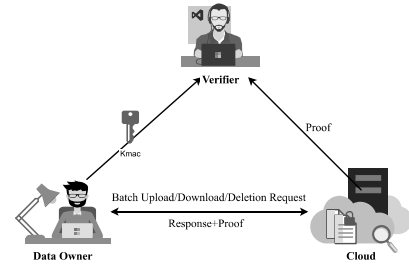 Verifier
Proof
Kmac
Batch Upload/Download/Deletion Request
Response+Proof
Data Owner
Cloud